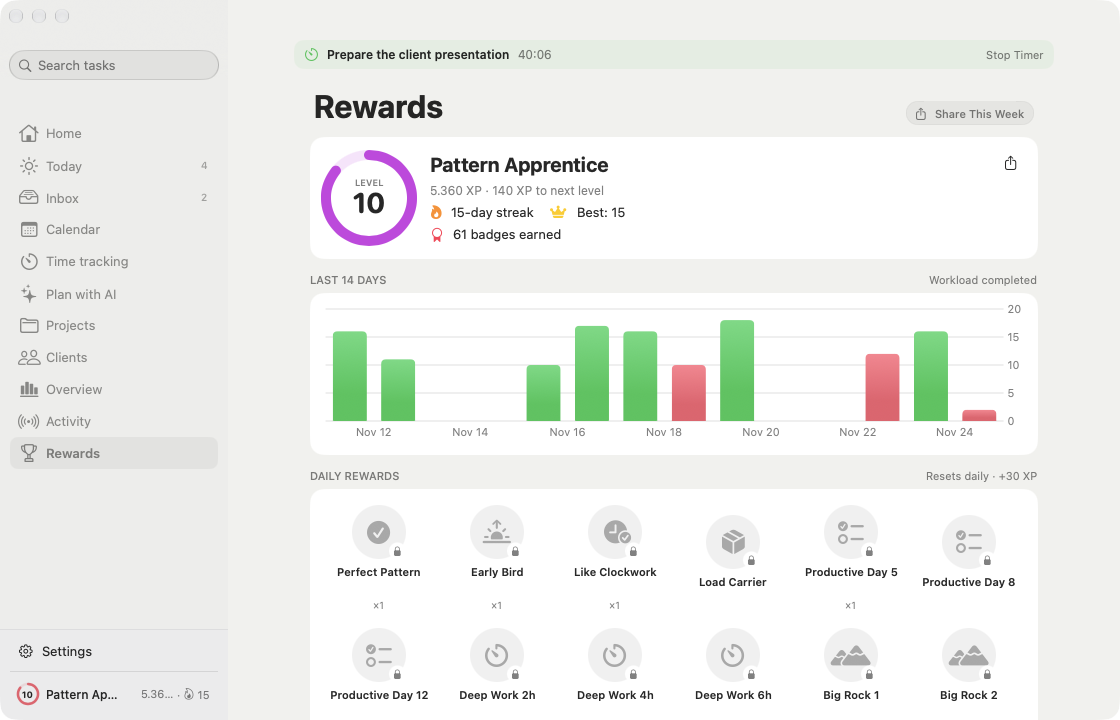 Search tasks
Home
Today 4
Inbox 2
Calendar
Time tracking
Plan with AI
Projects
Clients
Overview
Activity
Rewards
Settings
10 Pattern Ap... 5.36... · 15
Prepare the client presentation 40:06 Stop Timer
Rewards
Share This Week
LEVEL
10
Pattern Apprentice
5.360 XP · 140 XP to next level
15-day streak Best: 15
61 badges earned
LAST 14 DAYS Workload completed
20
15
10
5
0
Nov 12 Nov 14 Nov 16 Nov 18 Nov 20 Nov 22 Nov 24
DAILY REWARDS Resets daily · +30 XP
Perfect Pattern Early Bird Like Clockwork Load Carrier Productive Day 5 Productive Day 8
×1 ×1 ×1 ×1
Productive Day 12 Deep Work 2h Deep Work 4h Deep Work 6h Big Rock 1 Big Rock 2